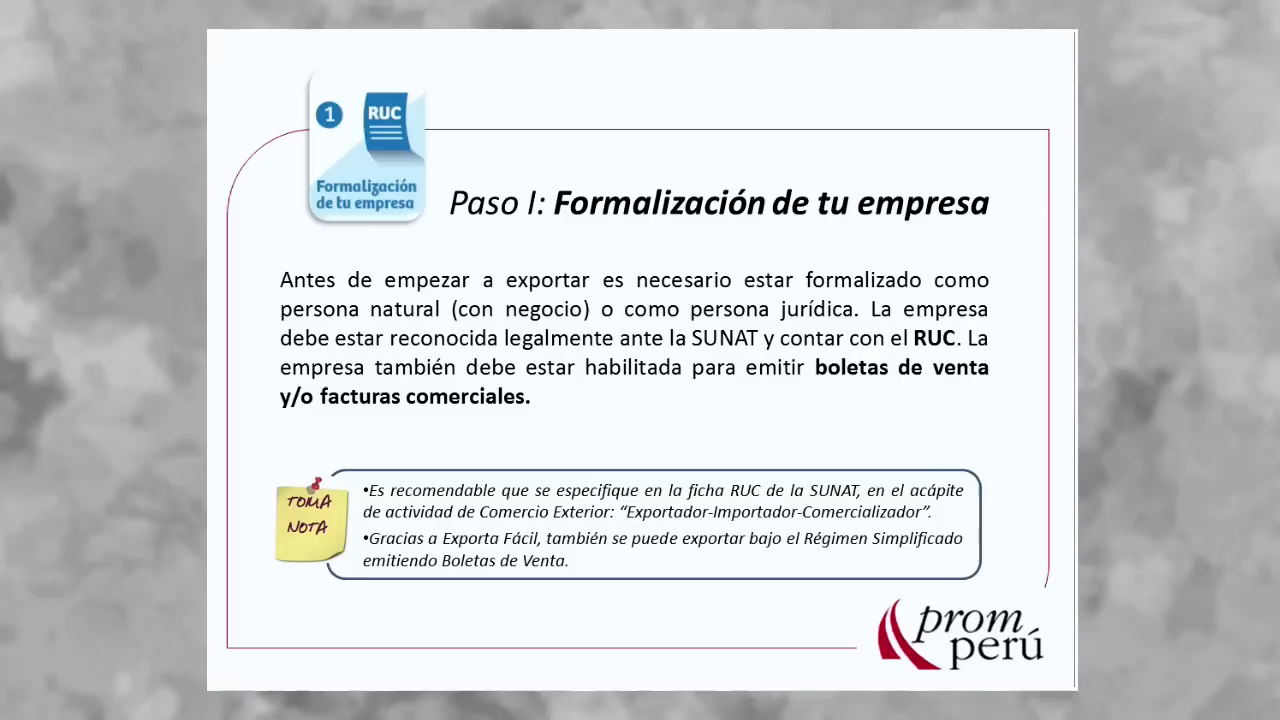 1
RUC
Formalización
de tu empresa
Paso I: Formalización de tu empresa
Antes de empezar a exportar es necesario estar formalizado como
persona natural (con negocio) o como persona jurídica. La empresa
debe estar reconocida legalmente ante la SUNAT y contar con el RUC. La
empresa también debe estar habilitada para emitir boletas de venta
y/o facturas comerciales.
TOMA
NOTA
•Es recomendable que se especifique en la ficha RUC de la SUNAT, en el acápite
de actividad de Comercio Exterior: “Exportador-Importador-Comercializador”.
•Gracias a Exporta Fácil, también se puede exportar bajo el Régimen Simplificado
emitiendo Boletas de Venta.
prom
perú